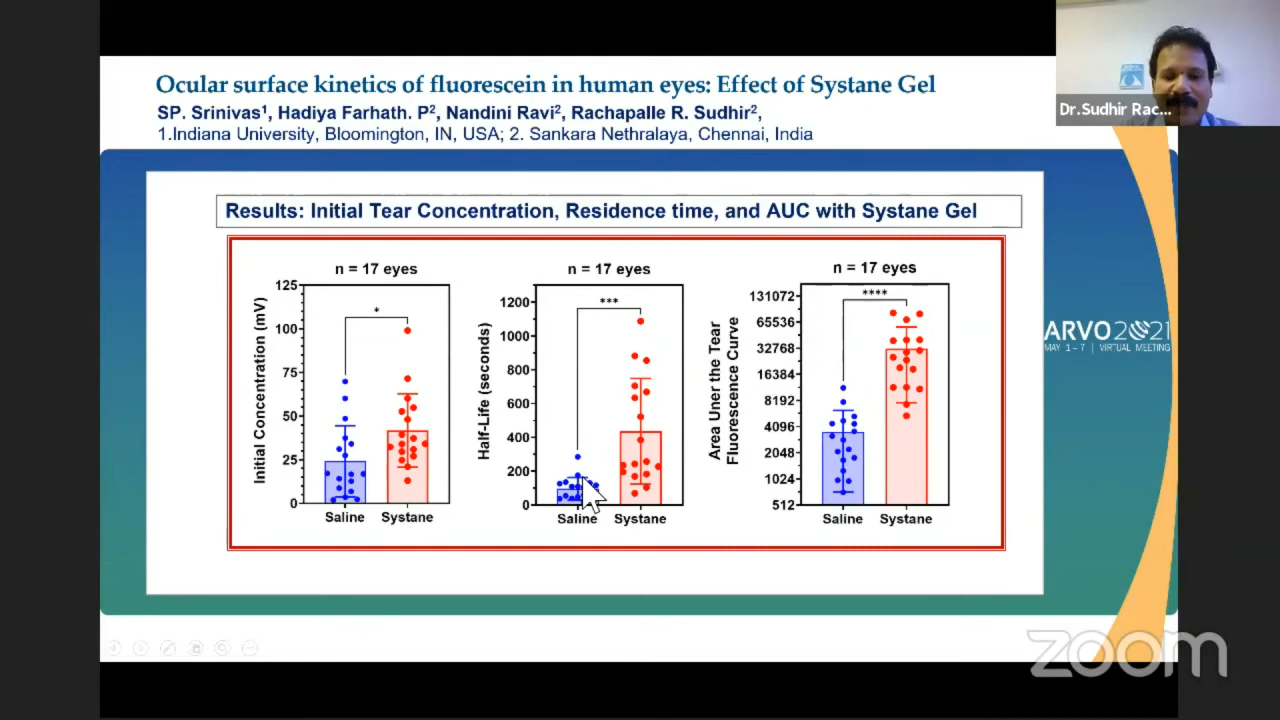 Ocular surface kinetics of fluorescein in human eyes: Effect of Systane Gel
SP. Srinivas¹, Hadiya Farhath. P², Nandini Ravi², Rachapalle R. Sudhir²,
1.Indiana University, Bloomington, IN, USA; 2. Sankara Nethralaya, Chennai, India
Dr.Sudhir Rac...
Results: Initial Tear Concentration, Residence time, and AUC with Systane Gel
n = 17 eyes
Initial Concentration (mV)
125
100
75
50
25
0
*
Saline
Systane
n = 17 eyes
Half-Life (seconds)
1200
1000
800
600
400
200
0
***
Saline
Systane
n = 17 eyes
Area Uner the Tear
Fluorescence Curve
131072
65536
32768
16384
8192
4096
2048
1024
512
****
Saline
Systane
ARVO 2021
MAY 1 – 7 | VIRTUAL MEETING
zoom